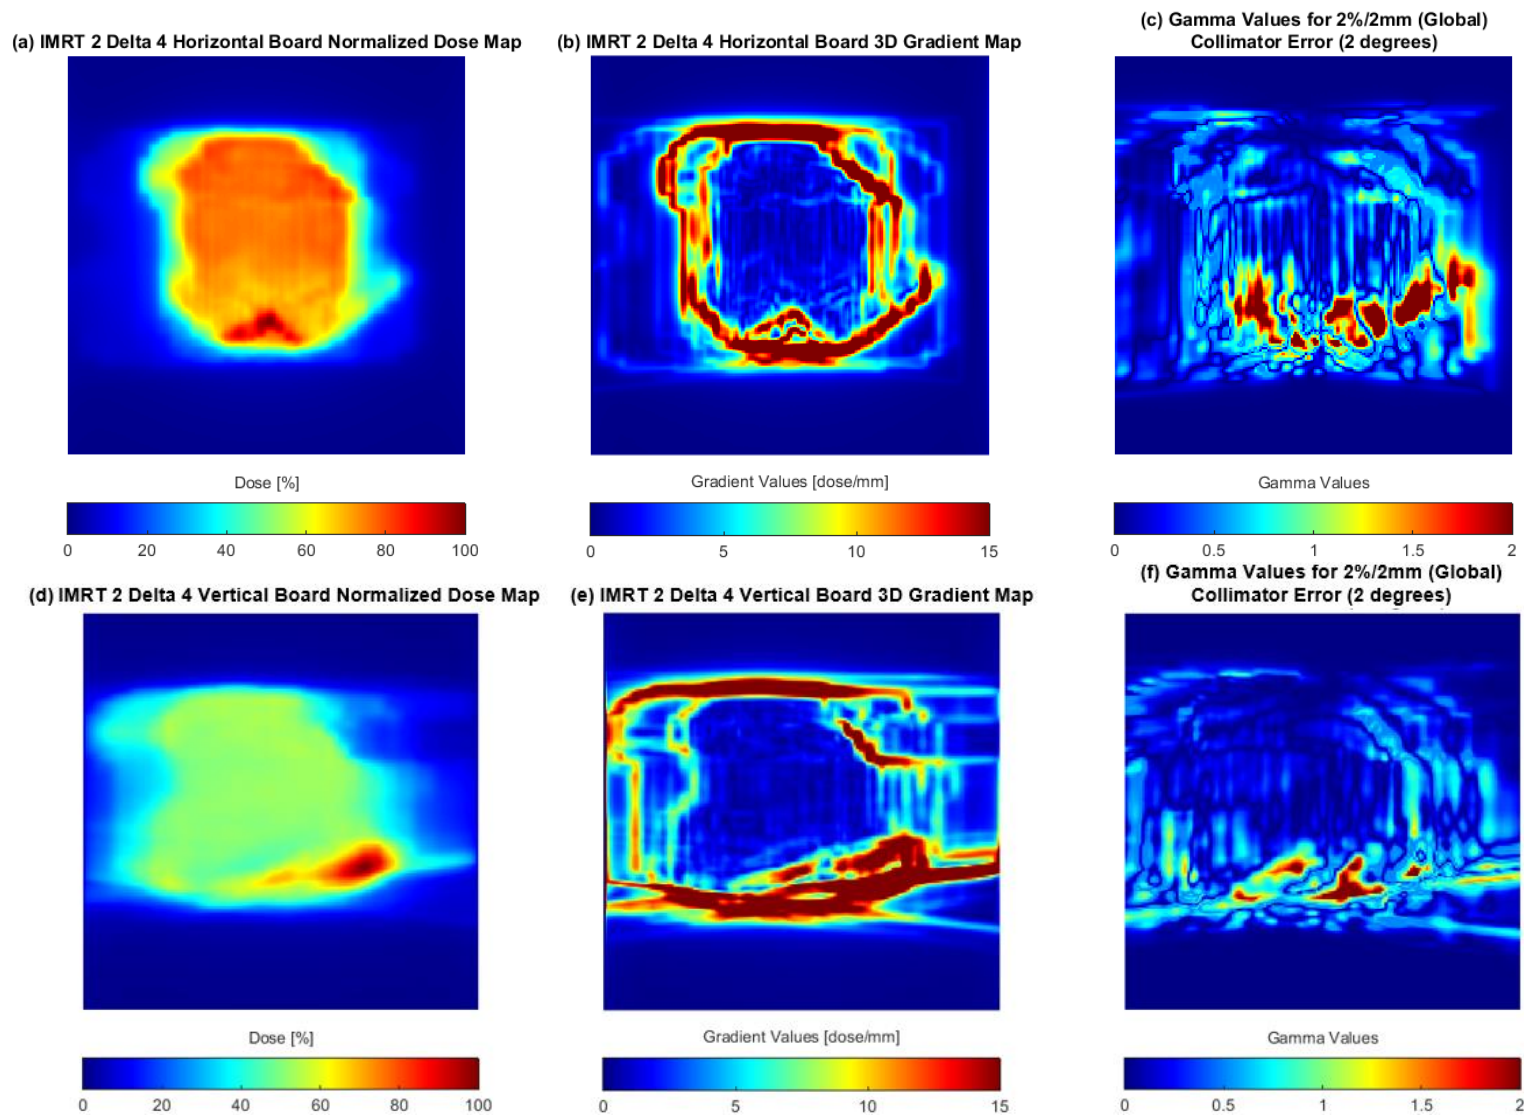 (a) IMRT 2 Delta 4 Horizontal Board Normalized Dose Map
(b) IMRT 2 Delta 4 Horizontal Board 3D Gradient Map
(c) Gamma Values for 2%/2mm (Global)
Collimator Error (2 degrees)
Dose [%]
0 20 40 60 80 100
Gradient Values [dose/mm]
0 5 10 15
Gamma Values
0 0.5 1 1.5 2
(d) IMRT 2 Delta 4 Vertical Board Normalized Dose Map
(e) IMRT 2 Delta 4 Vertical Board 3D Gradient Map
(f) Gamma Values for 2%/2mm (Global)
Collimator Error (2 degrees)
Dose [%]
0 20 40 60 80 100
Gradient Values [dose/mm]
0 5 10 15
Gamma Values
0 0.5 1 1.5 2